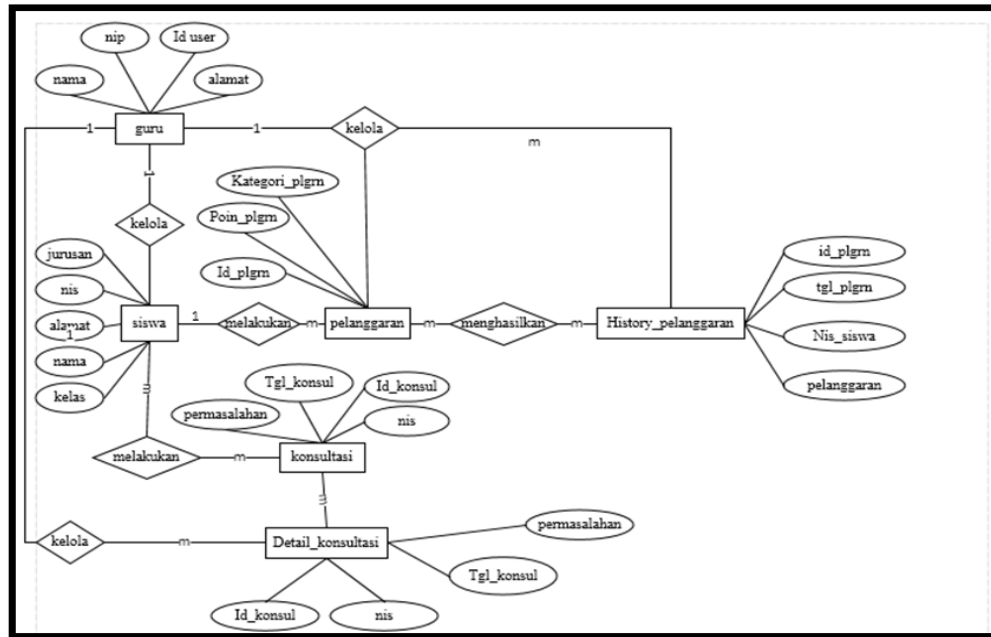 nip
Id user
nama
alamat
1
guru
1
kelola
m
1
Kategori_plgrn
kelola
Poin_plgrn
jurusan
Id_plgrn
nis
id_plgrn
tgl_plgrn
alamat
1
siswa
1
melakukan
m
pelanggaran
m
menghasilkan
m
History_pelanggaran
Nis_siswa
nama
kelas
pelanggaran
m
Tgl_konsul
Id_konsul
permasalahan
nis
melakukan
m
konsultasi
m
permasalahan
kelola
m
Detail_konsultasi
Tgl_konsul
Id_konsul
nis